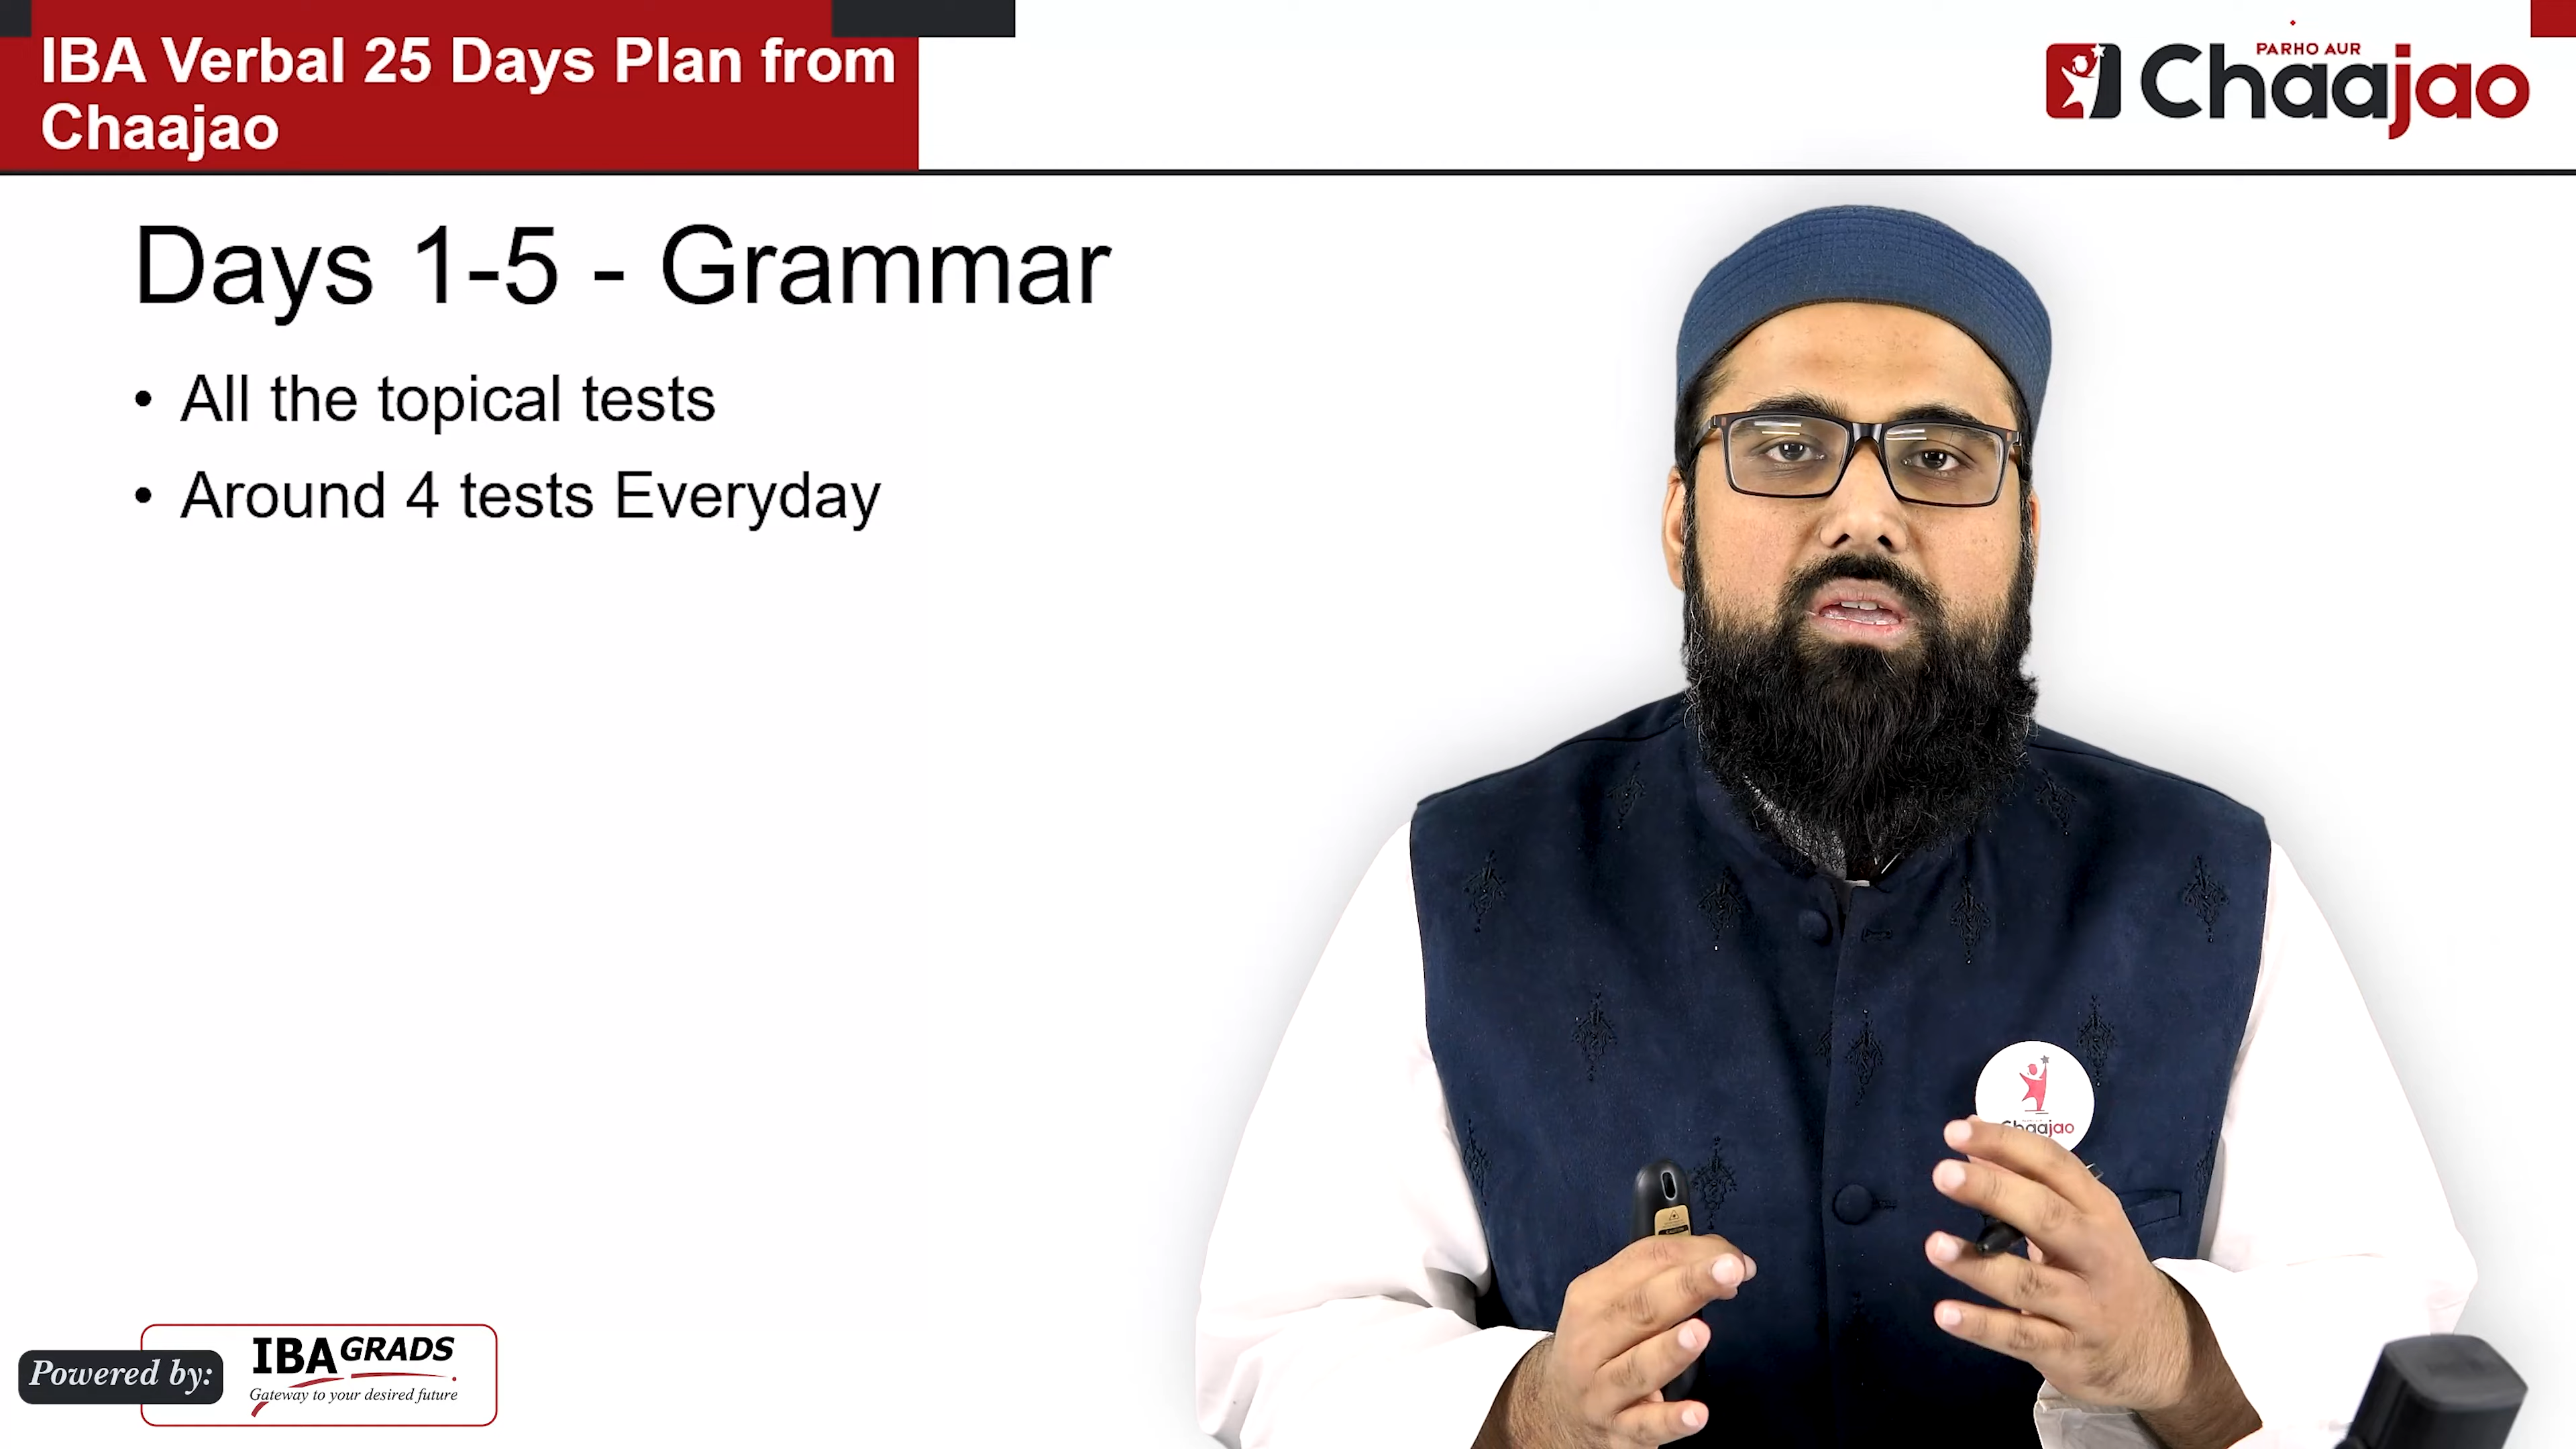 IBA Verbal 25 Days Plan from
Chaajao
PARHO AUR
Chaajao
Days 1-5 - Grammar
• All the topical tests
• Around 4 tests Everyday
Chaajao
Powered by:
IBA GRADS
Gateway to your desired future